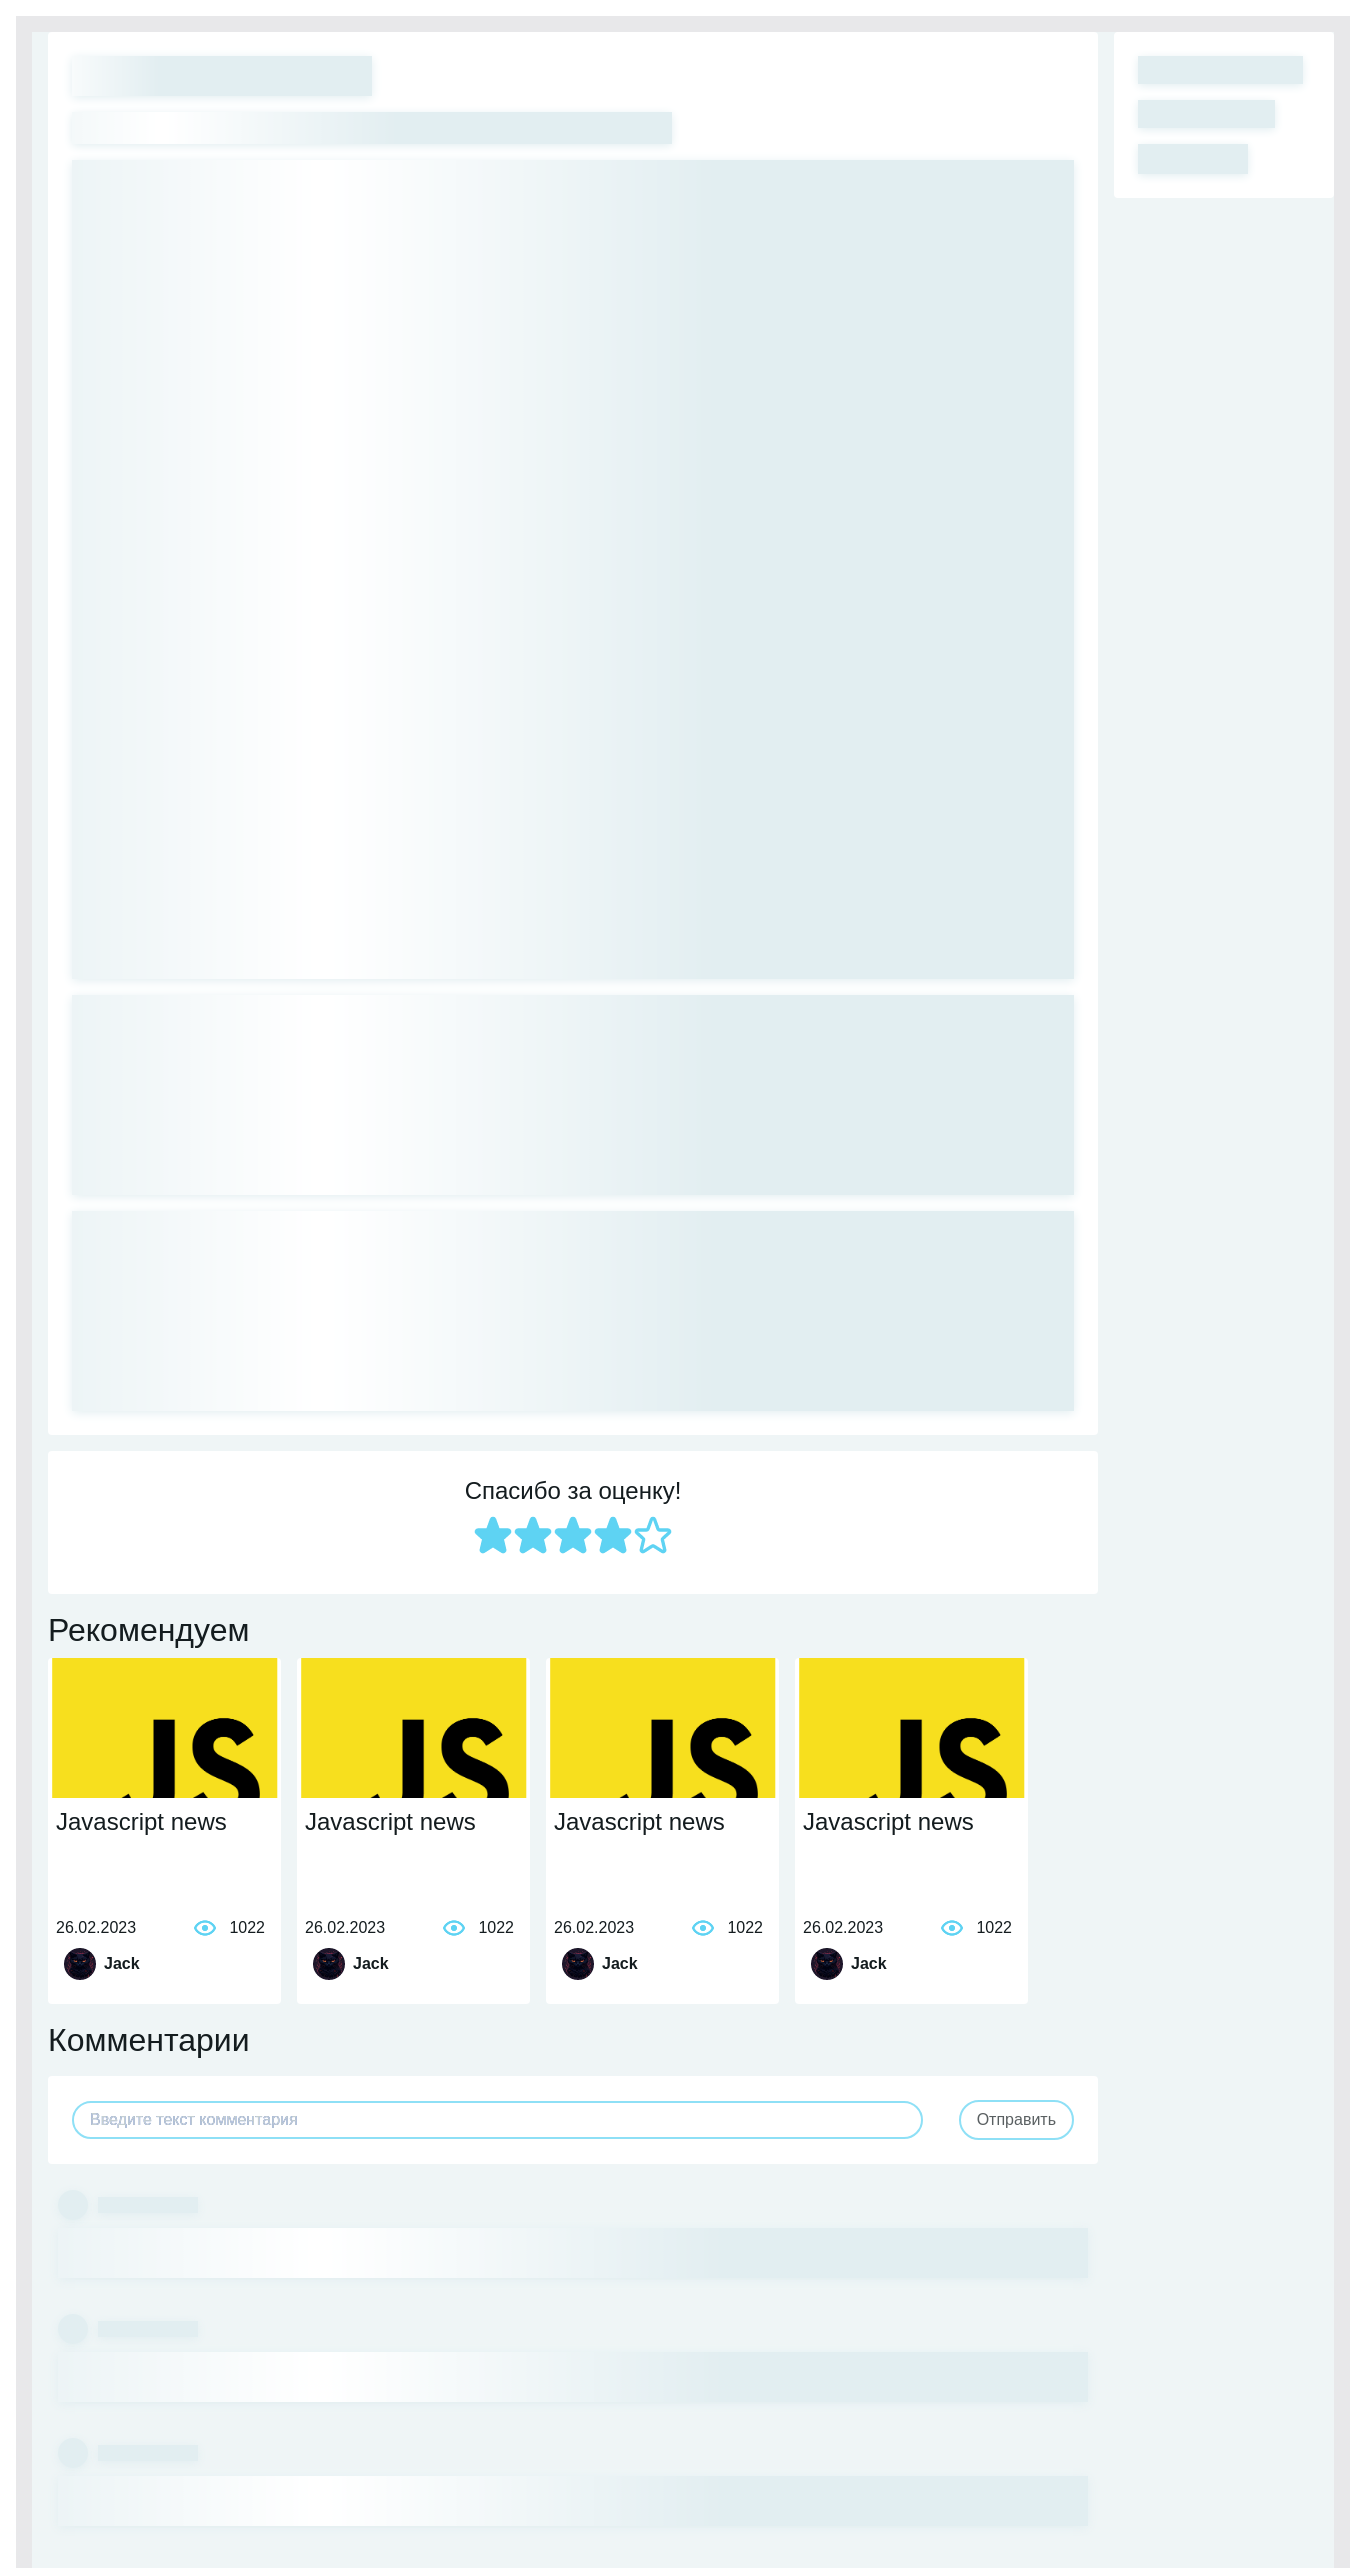 Спасибо за оценку!
Рекомендуем
JS JS JS JS
Javascript news Javascript news Javascript news Javascript news
26.02.2023 1022 26.02.2023 1022 26.02.2023 1022 26.02.2023 1022
Jack Jack Jack Jack
Комментарии
Введите текст комментария Отправить